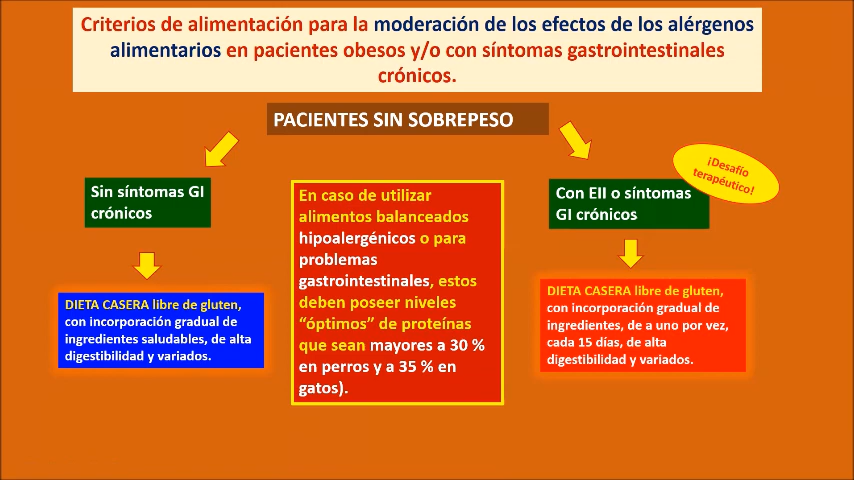 Criterios de alimentación para la moderación de los efectos de los alérgenos
alimentarios en pacientes obesos y/o con síntomas gastrointestinales
crónicos.
PACIENTES SIN SOBREPESO
Sin síntomas GI
crónicos
DIETA CASERA libre de gluten,
con incorporación gradual de
ingredientes saludables, de alta
digestibilidad y variados.
En caso de utilizar
alimentos balanceados
hipoalergénicos o para
problemas
gastrointestinales, estos
deben poseer niveles
“óptimos” de proteínas
que sean mayores a 30 %
en perros y a 35 % en
gatos).
¡Desafío
terapéutico!
Con EII o síntomas
GI crónicos
DIETA CASERA libre de gluten,
con incorporación gradual de
ingredientes, de a uno por vez,
cada 15 días, de alta
digestibilidad y variados.